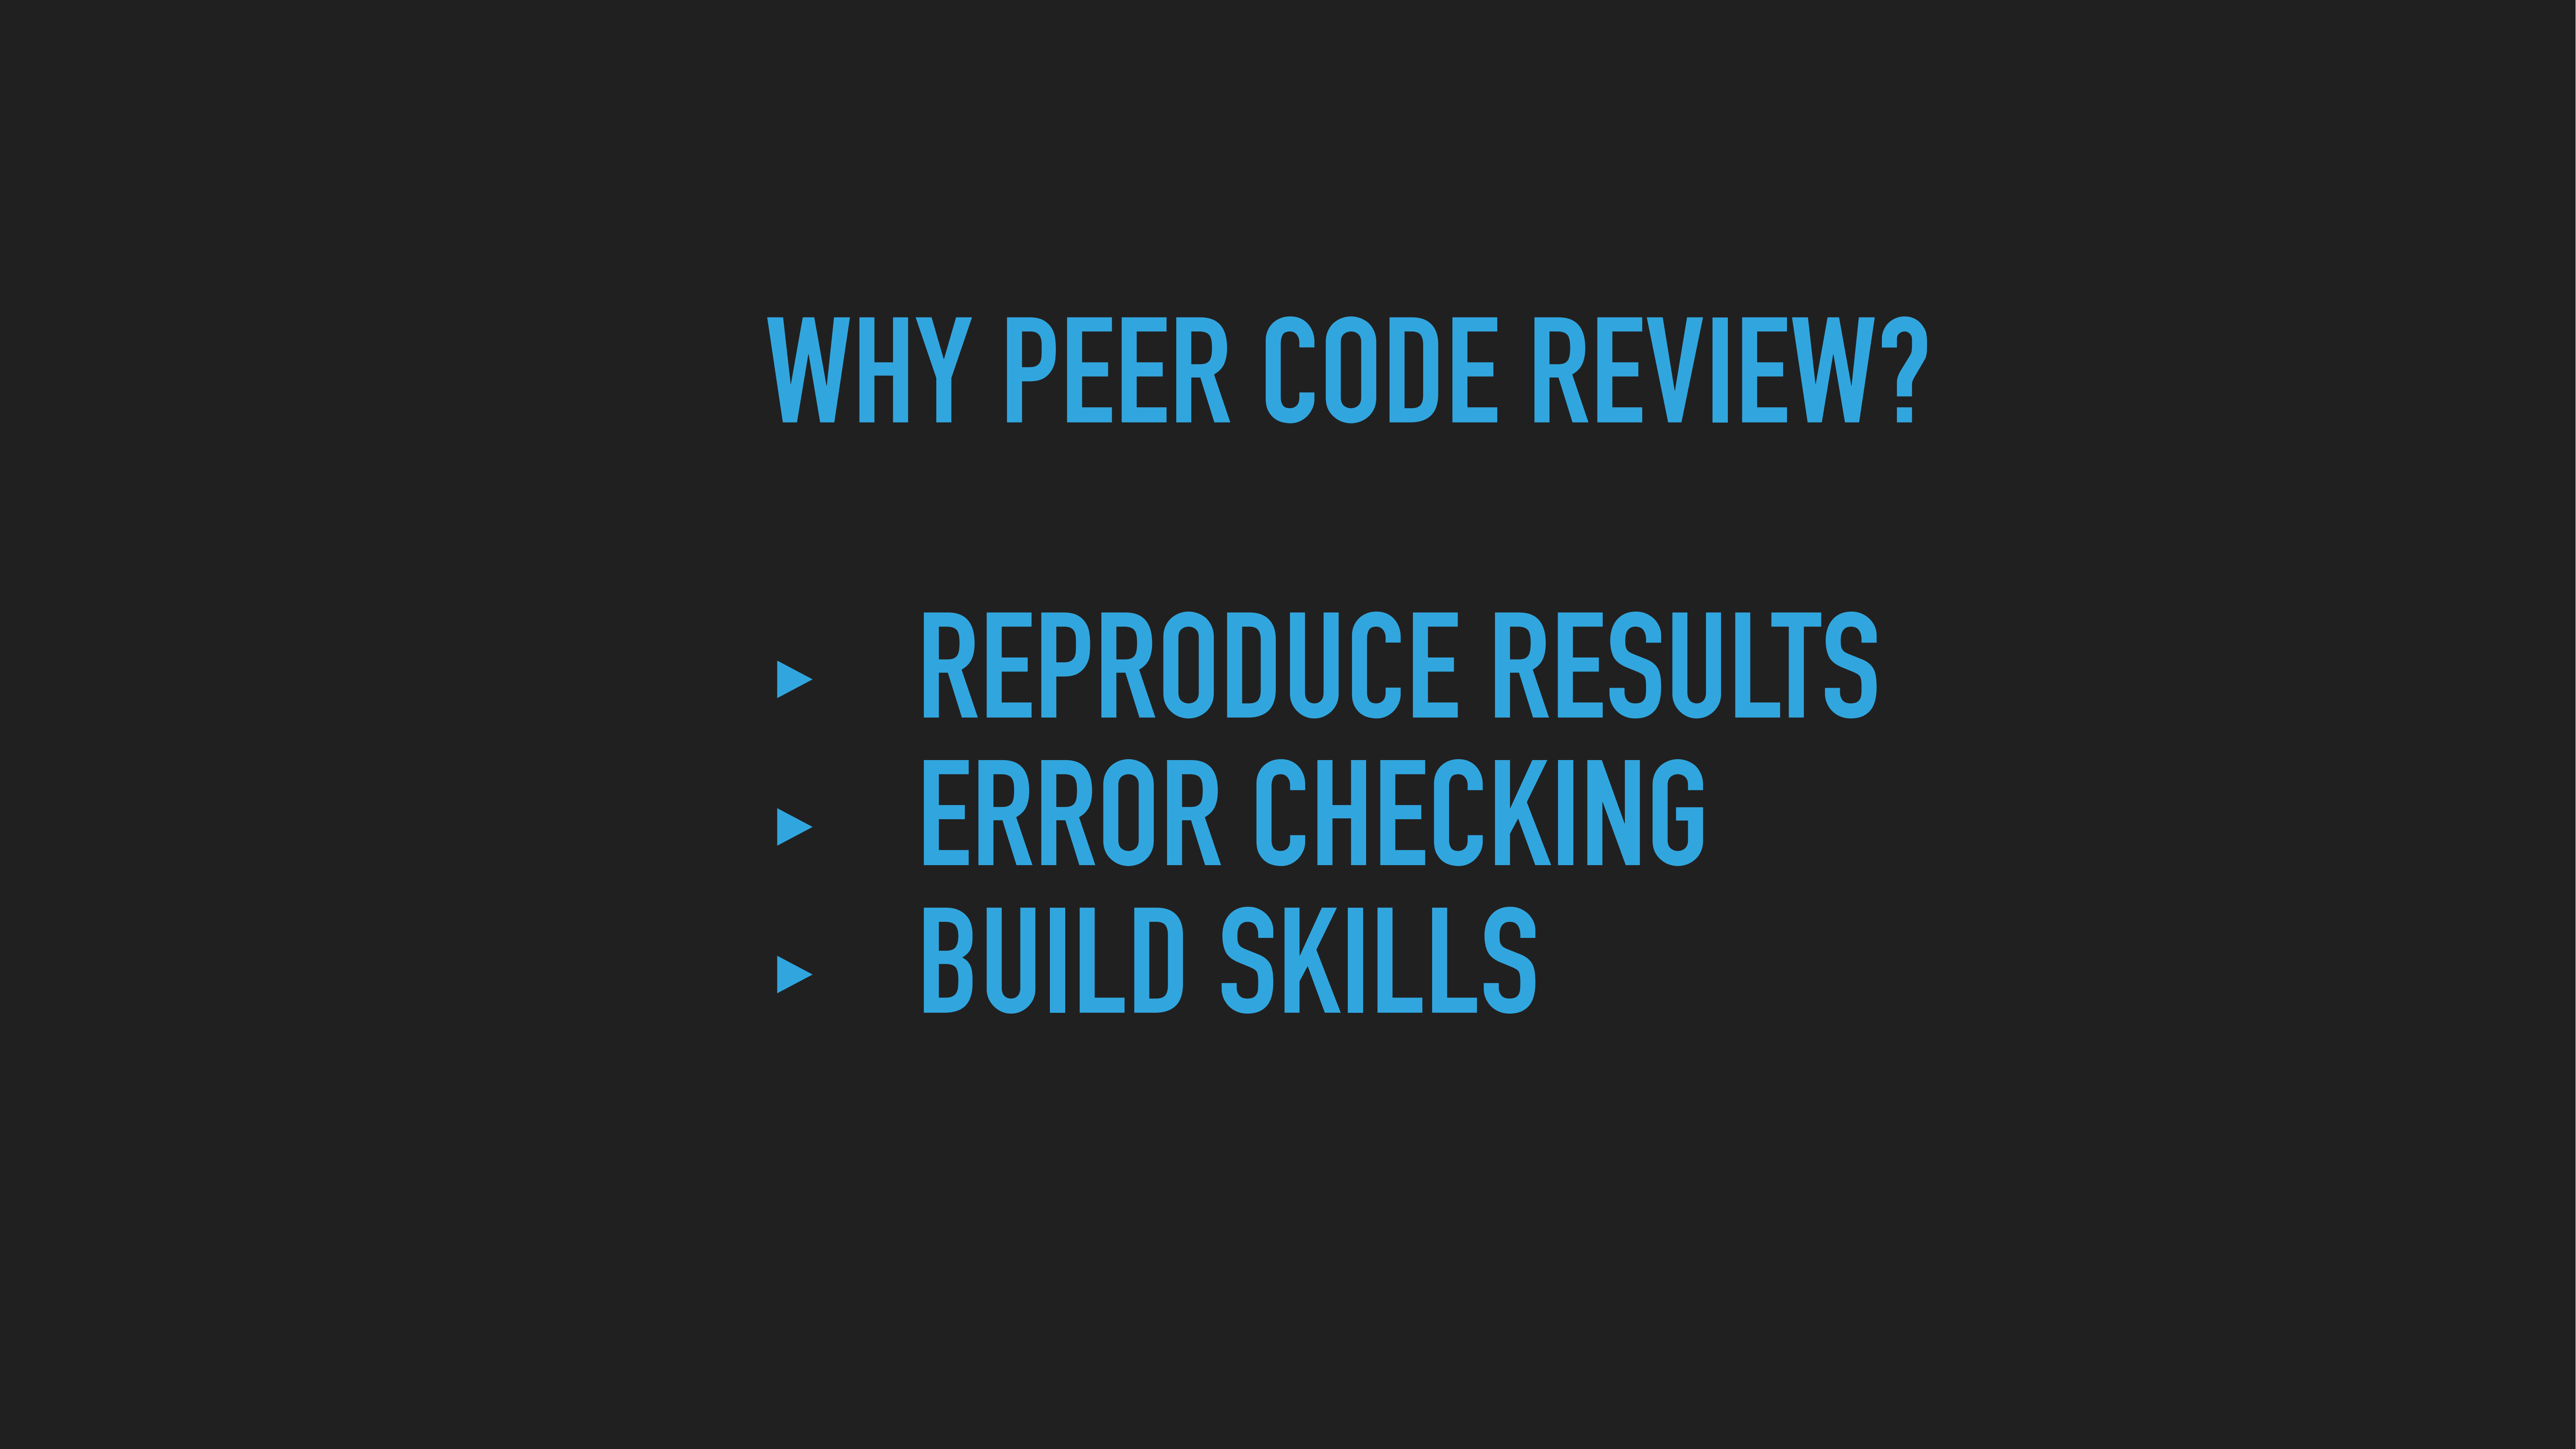 WHY PEER CODE REVIEW?
▸ REPRODUCE RESULTS
▸ ERROR CHECKING
▸ BUILD SKILLS